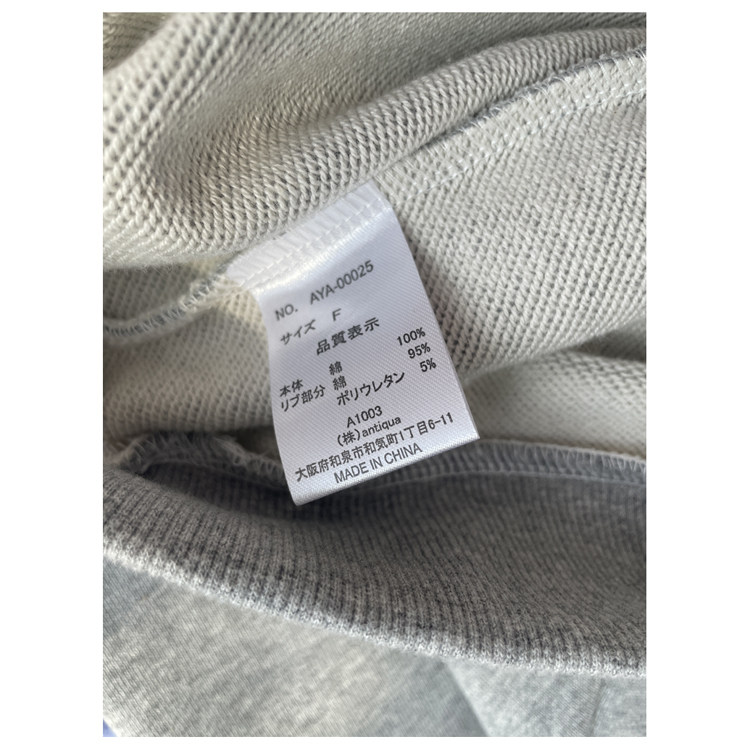 NO. AYA-00025
サイズ F
品質表示
本体 綿 100%
リブ部分 綿 95%
ポリウレタン 5%
A1003
(株)antiqua
大阪府和泉市和気町1丁目6-11
MADE IN CHINA